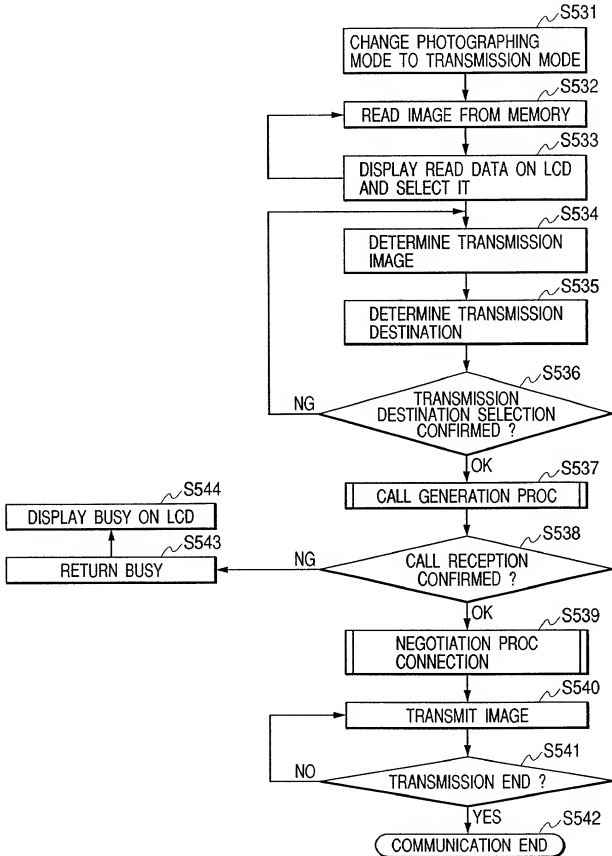 S531
CHANGE PHOTOGRAPHING
MODE TO TRANSMISSION MODE
S532
READ IMAGE FROM MEMORY
S533
DISPLAY READ DATA ON LCD
AND SELECT IT
S534
DETERMINE TRANSMISSION
IMAGE
S535
DETERMINE TRANSMISSION
DESTINATION
S536
NG
TRANSMISSION
DESTINATION SELECTION
CONFIRMED ?
OK
S537
CALL GENERATION PROC
S544
DISPLAY BUSY ON LCD
S543
RETURN BUSY
S538
NG
CALL RECEPTION
CONFIRMED ?
OK
S539
NEGOTIATION PROC
CONNECTION
S540
TRANSMIT IMAGE
S541
NO
TRANSMISSION END ?
YES
S542
COMMUNICATION END